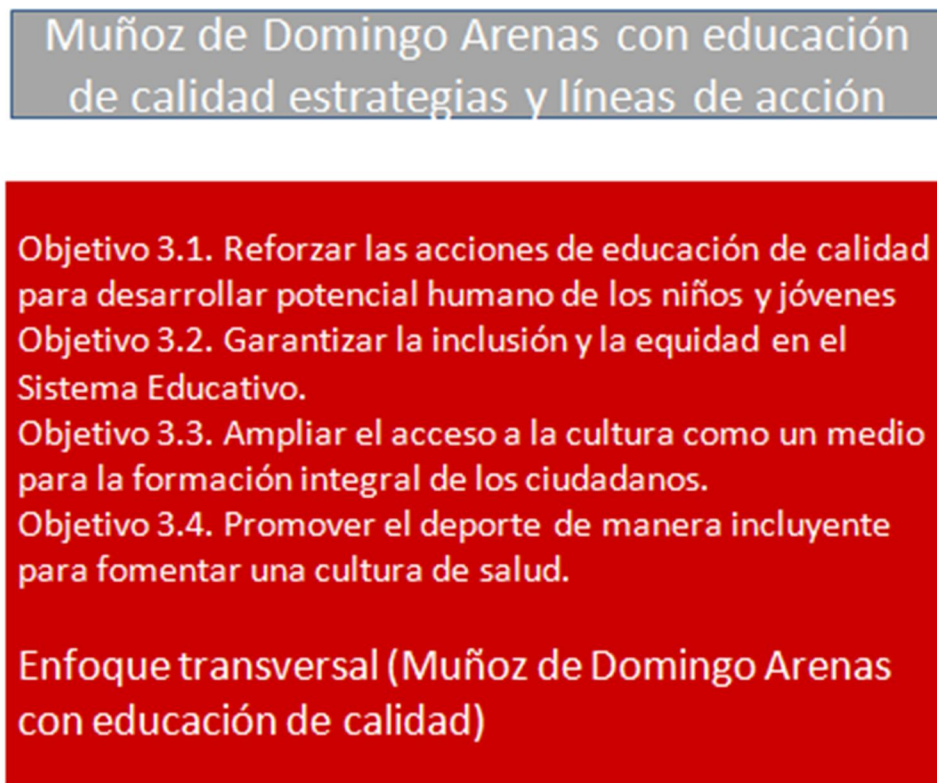 Muñoz de Domingo Arenas con educación
de calidad estrategias y líneas de acción
Objetivo 3.1. Reforzar las acciones de educación de calidad
para desarrollar potencial humano de los niños y jóvenes
Objetivo 3.2. Garantizar la inclusión y la equidad en el
Sistema Educativo.
Objetivo 3.3. Ampliar el acceso a la cultura como un medio
para la formación integral de los ciudadanos.
Objetivo 3.4. Promover el deporte de manera incluyente
para fomentar una cultura de salud.
Enfoque transversal (Muñoz de Domingo Arenas
con educación de calidad)